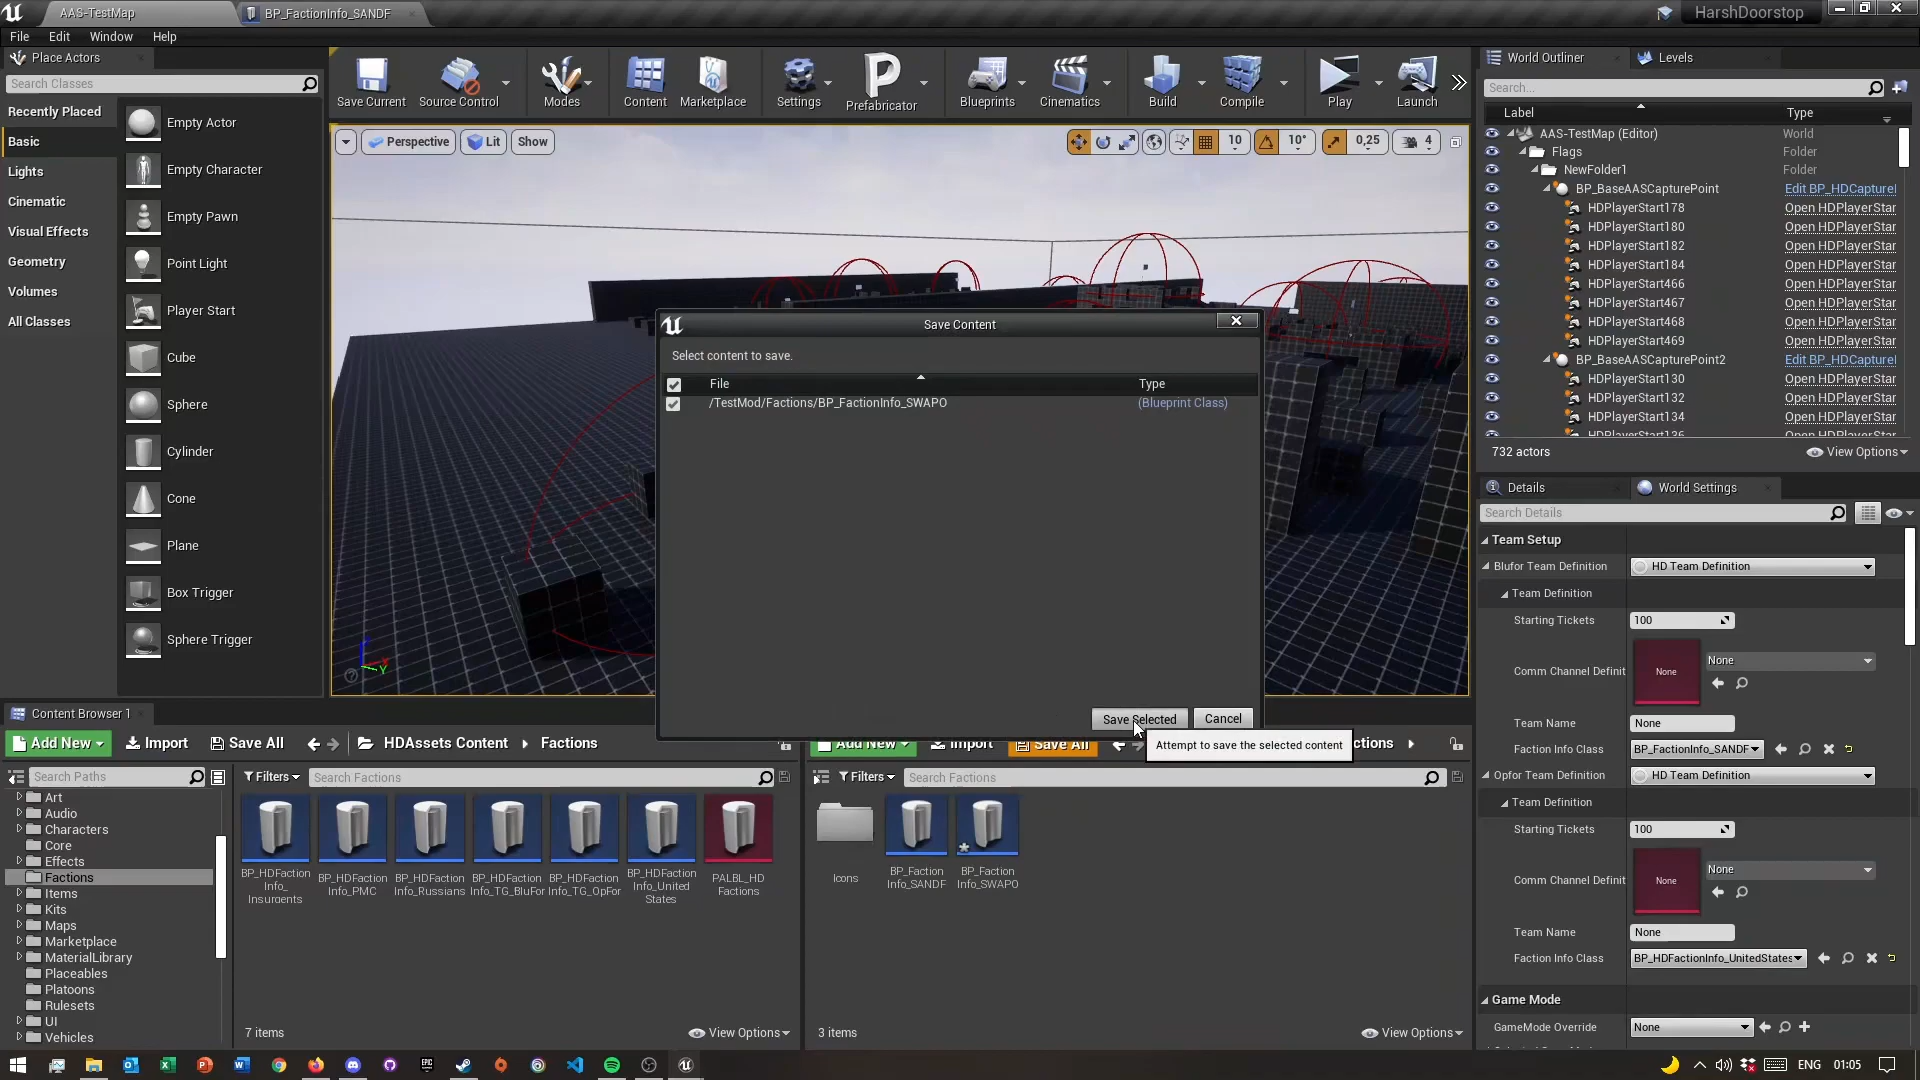 AAS-TestMap
BP_FactionInfo_SANDF
HarshDoorstop
File Edit Window Help
Place Actors
Search Classes
Recently Placed
Basic
Lights
Cinematic
Visual Effects
Geometry
Volumes
All Classes
Empty Actor
Empty Character
Empty Pawn
Point Light
Player Start
Cube
Sphere
Cylinder
Cone
Plane
Box Trigger
Sphere Trigger
Save Current
Source Control
Modes
Content
Marketplace
Settings
Prefabricator
Blueprints
Cinematics
Build
Compile
Play
Launch
Perspective Lit Show
10 10° 0,25 4
X Y
Save Content
Select content to save.
File Type
/TestMod/Factions/BP_FactionInfo_SWAPO (Blueprint Class)
Save Selected Cancel
Attempt to save the selected content
World Outliner Levels
Search...
Label Type
AAS-TestMap (Editor) World
Flags Folder
NewFolder1 Folder
BP_BaseAASCapturePoint Edit BP_HDCaptureI
HDPlayerStart178 Open HDPlayerStar
HDPlayerStart180 Open HDPlayerStar
HDPlayerStart182 Open HDPlayerStar
HDPlayerStart184 Open HDPlayerStar
HDPlayerStart466 Open HDPlayerStar
HDPlayerStart467 Open HDPlayerStar
HDPlayerStart468 Open HDPlayerStar
HDPlayerStart469 Open HDPlayerStar
BP_BaseAASCapturePoint2 Edit BP_HDCaptureI
HDPlayerStart130 Open HDPlayerStar
HDPlayerStart132 Open HDPlayerStar
HDPlayerStart134 Open HDPlayerStar
HDPlayerStart136 Open HDPlayerStar
732 actors View Options
Details World Settings
Search Details
Team Setup
Blufor Team Definition HD Team Definition
Team Definition
Starting Tickets 100
Comm Channel Definit None None
Team Name None
Faction Info Class BP_FactionInfo_SANDF
Opfor Team Definition HD Team Definition
Team Definition
Starting Tickets 100
Comm Channel Definit None None
Team Name None
Faction Info Class BP_HDFactionInfo_UnitedStates
Game Mode
GameMode Override None
Content Browser 1
Add New Import Save All HDAssets Content Factions
Search Paths
Filters Search Factions
Art
Audio
Characters
Core
Effects
Factions
Items
Kits
Maps
Marketplace
MaterialLibrary
Placeables
Platoons
Rulesets
UI
Vehicles
BP_HDFaction
Info_
Insurgents
BP_HDFaction
Info_PMC
BP_HDFaction
Info_Russians
BP_HDFaction
Info_TG_BluFor
BP_HDFaction
Info_TG_OpFor
BP_HDFaction
Info_United
States
PALBL_HD
Factions
7 items View Options
Add New Import Save All ctions
Filters Search Factions
Icons
BP_Faction
Info_SANDF
BP_Faction
Info_SWAPO
3 items View Options
ENG 01:05